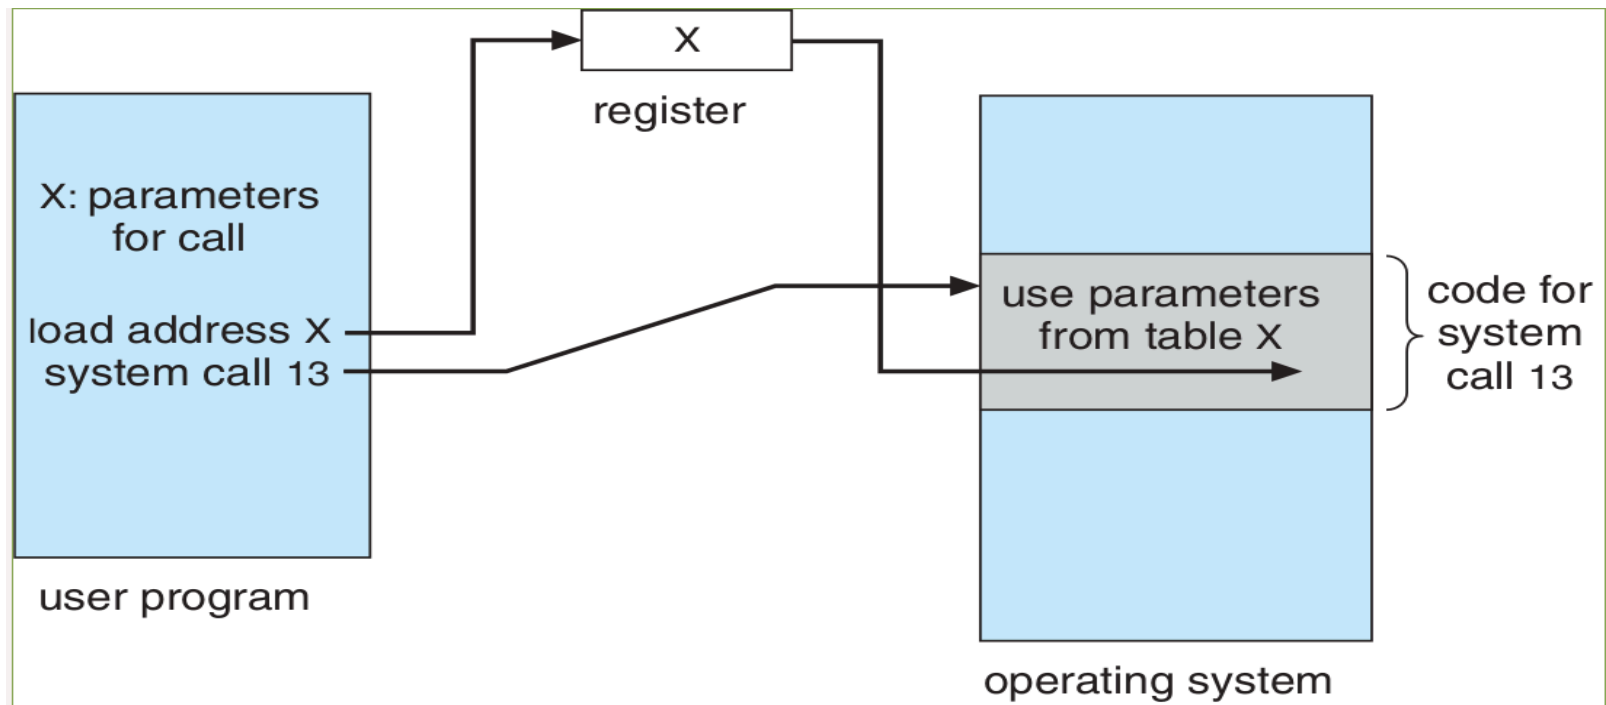 X
register
X: parameters
for call
load address X
system call 13
user program
use parameters
from table X
code for
system
call 13
operating system